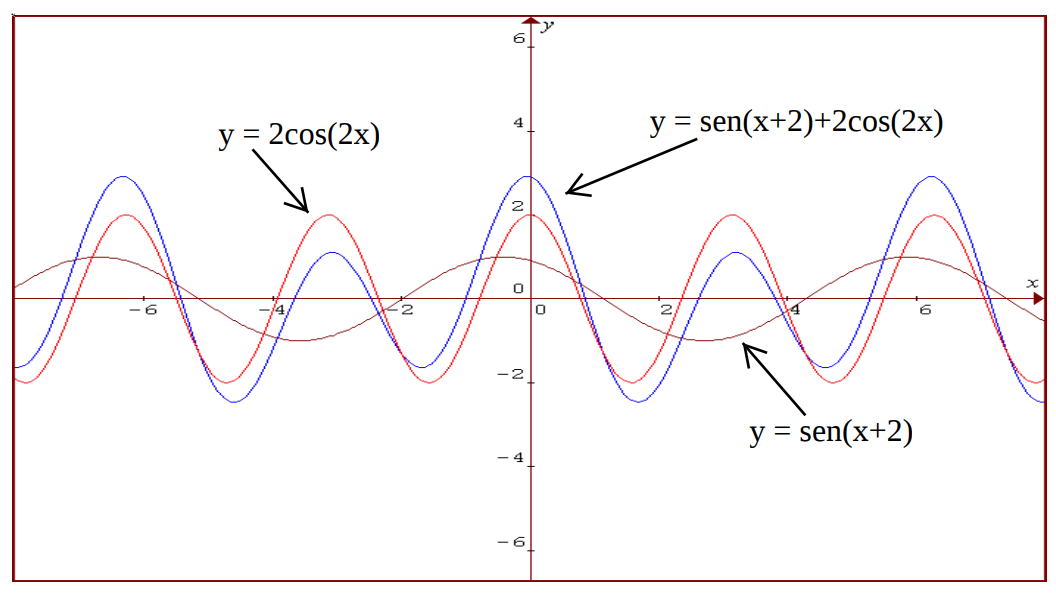 y
6
y = sen(x+2)+2cos(2x)
4
y = 2cos(2x)
2
x
0
-6
-4
-2
0
2
4
6
-2
y = sen(x+2)
-4
-6